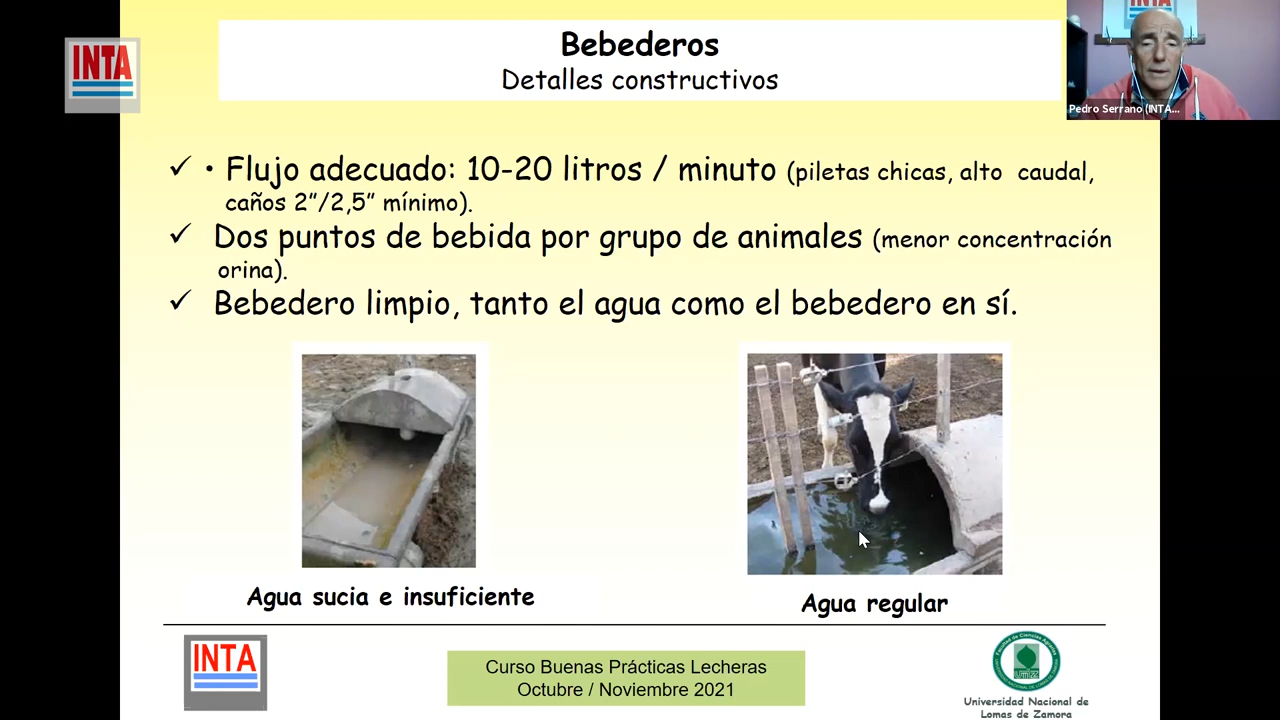 INTA
Bebederos
Detalles constructivos
INTA
Pedro Serrano (INTA...
✓ • Flujo adecuado: 10-20 litros / minuto (piletas chicas, alto caudal,
caños 2”/2,5” mínimo).
✓ Dos puntos de bebida por grupo de animales (menor concentración
orina).
✓ Bebedero limpio, tanto el agua como el bebedero en sí.
Agua sucia e insuficiente
Agua regular
INTA
Curso Buenas Prácticas Lecheras
Octubre / Noviembre 2021
Universidad Nacional de
Lomas de Zamora